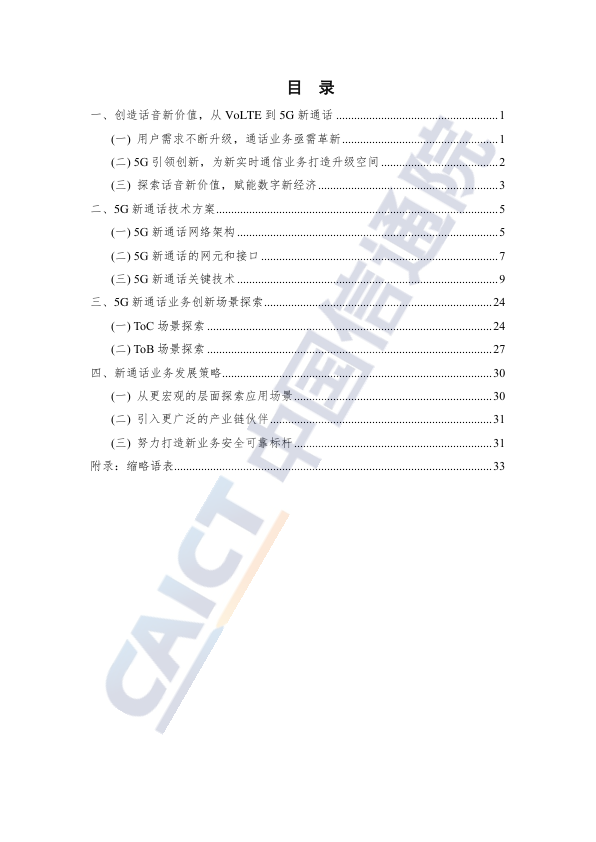 目 录
一、创造话音新价值，从 VoLTE 到 5G 新通话 ........ 1
(一) 用户需求不断升级，通话业务亟需革新 ........ 1
(二) 5G 引领创新，为新实时通信业务打造升级空间 ........ 2
(三) 探索话音新价值，赋能数字新经济 ........ 3
二、5G 新通话技术方案 ........ 5
(一) 5G 新通话网络架构 ........ 5
(二) 5G 新通话的网元和接口 ........ 7
(三) 5G 新通话关键技术 ........ 9
三、5G 新通话业务创新场景探索 ........ 24
(一) ToC 场景探索 ........ 24
(二) ToB 场景探索 ........ 27
四、新通话业务发展策略 ........ 30
(一) 从更宏观的层面探索应用场景 ........ 30
(二) 引入更广泛的产业链伙伴 ........ 31
(三) 努力打造新业务安全可靠标杆 ........ 31
附录：缩略语表 ........ 33
CAICT 中国信通院